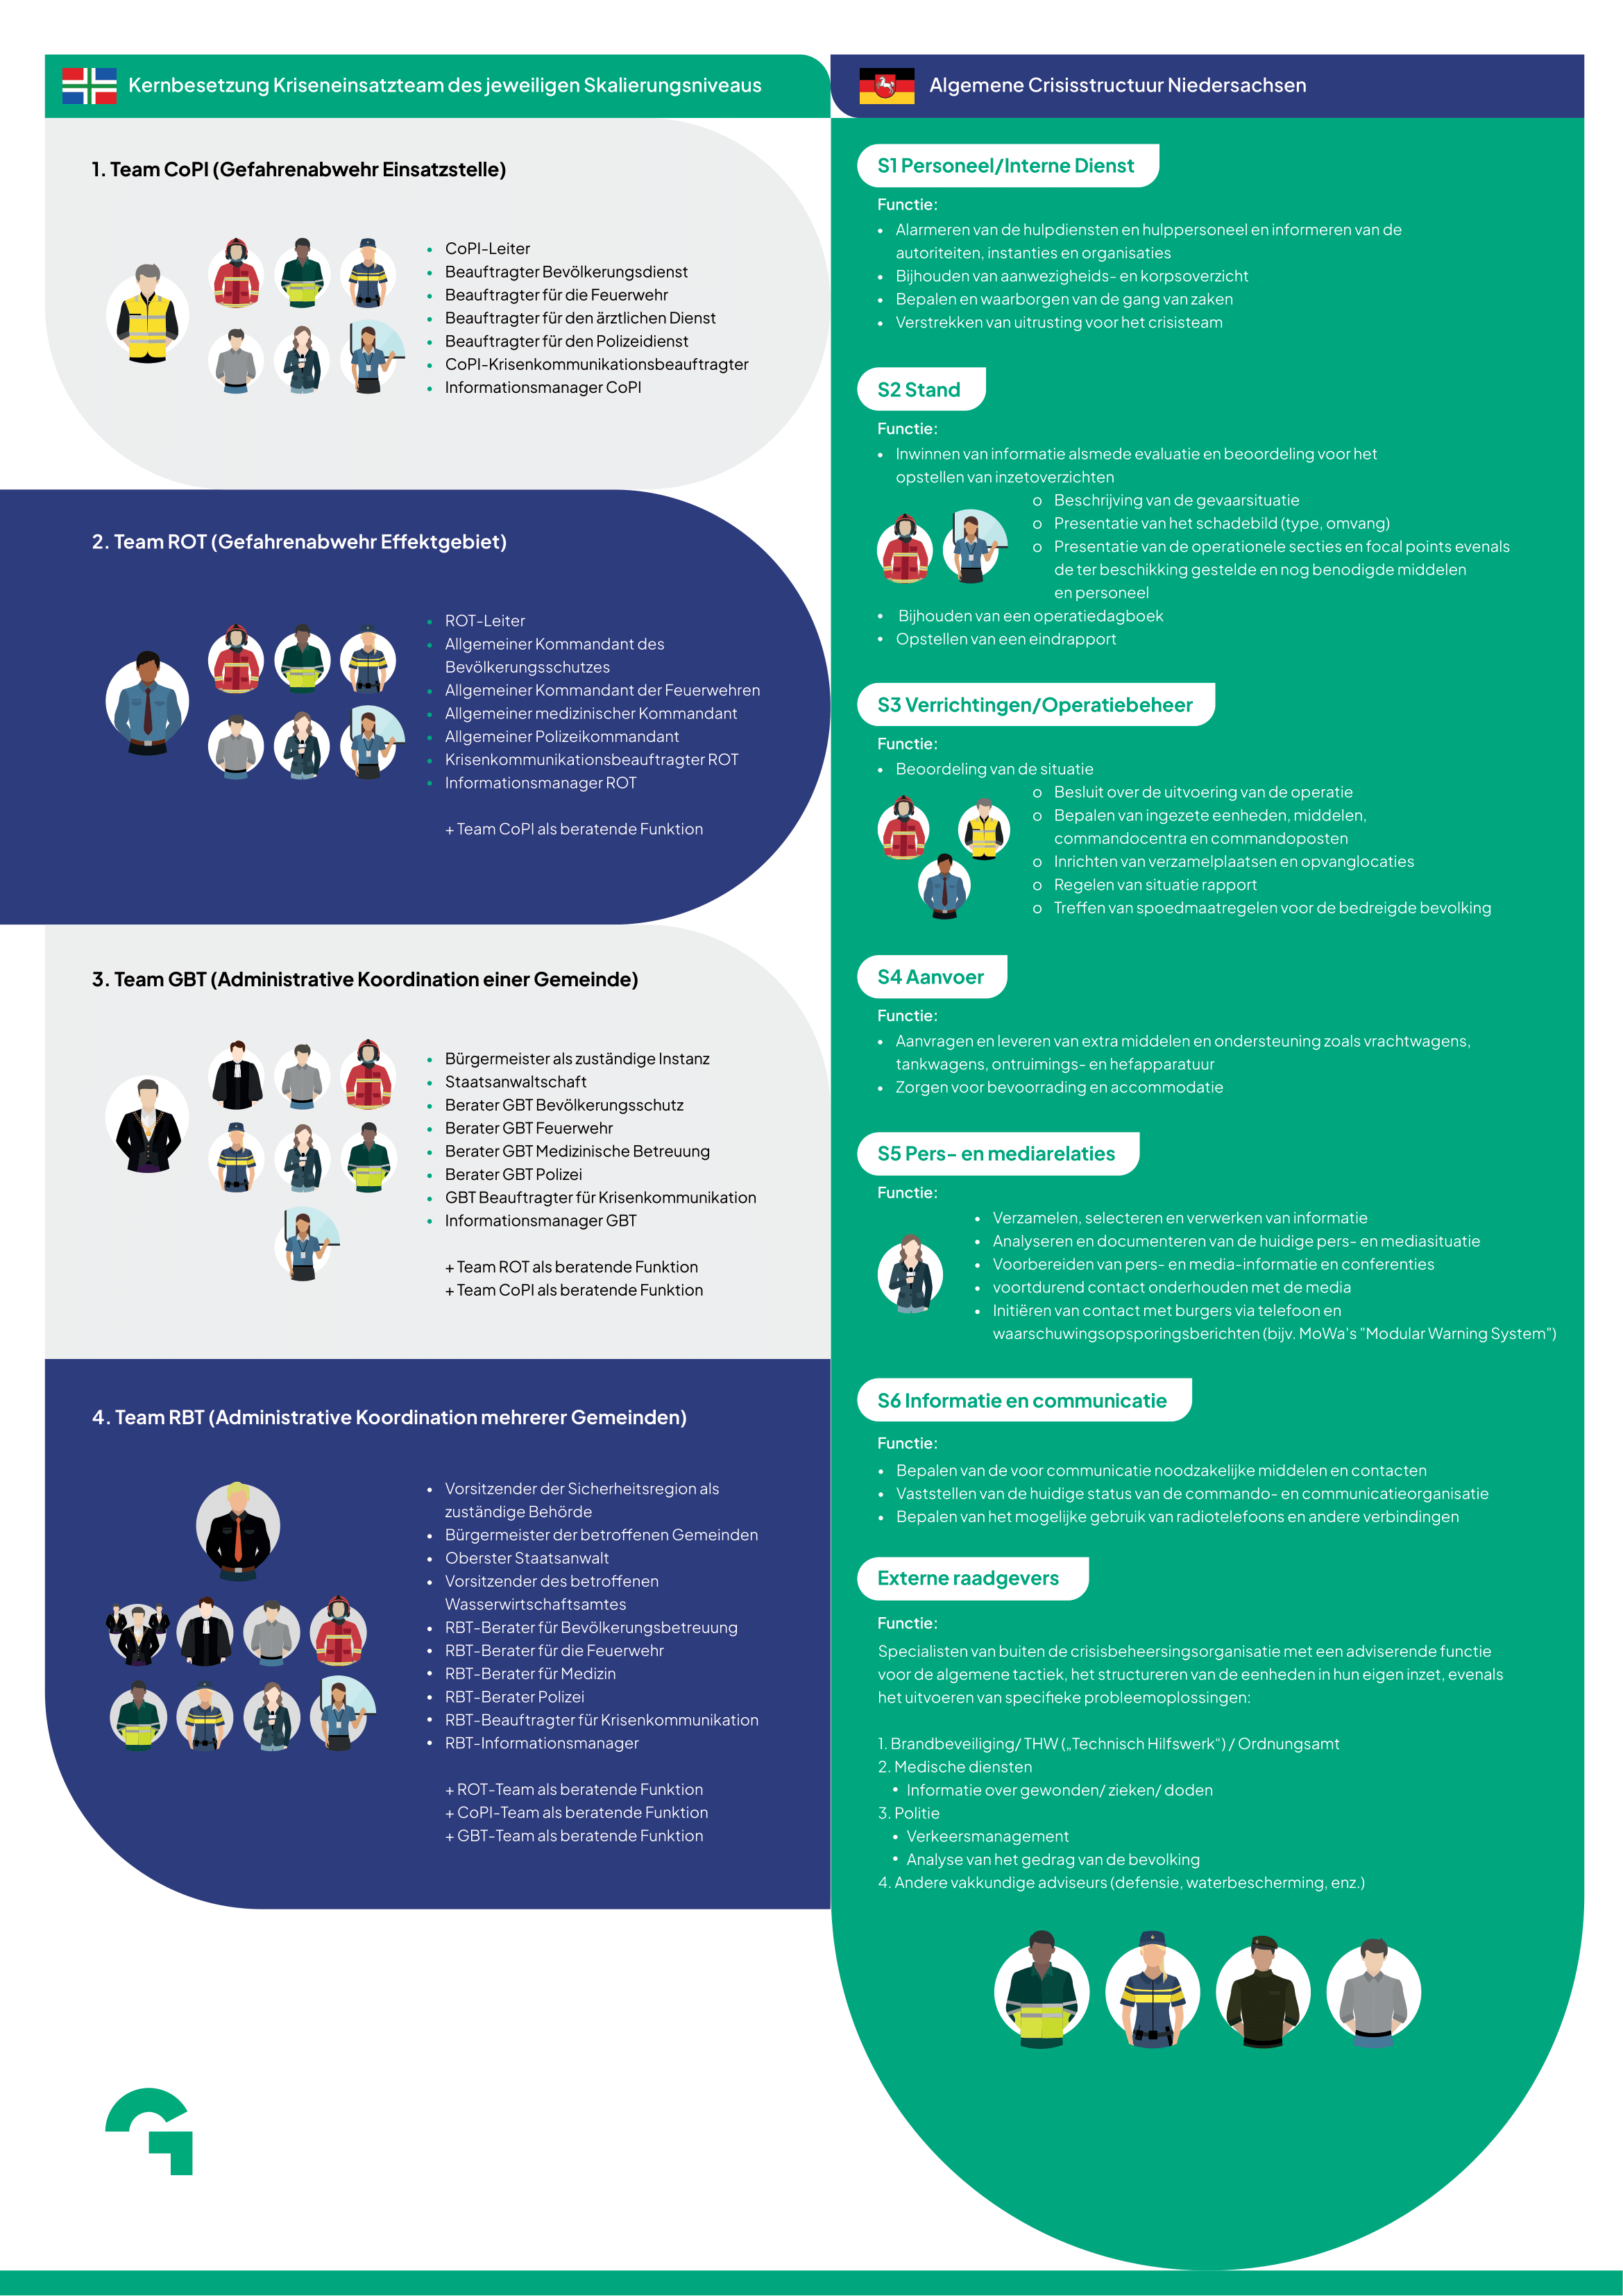 Kernbesetzung Kriseneinsatzteam des jeweiligen Skalierungsniveaus
1. Team CoPI (Gefahrenabwehr Einsatzstelle)
• CoPI-Leiter
• Beauftragter Bevölkerungsdienst
• Beauftragter für die Feuerwehr
• Beauftragter für den ärztlichen Dienst
• Beauftragter für den Polizeidienst
• CoPI-Krisenkommunikationsbeauftragter
• Informationsmanager CoPI
2. Team ROT (Gefahrenabwehr Effektgebiet)
• ROT-Leiter
• Allgemeiner Kommandant des
Bevölkerungsschutzes
• Allgemeiner Kommandant der Feuerwehren
• Allgemeiner medizinischer Kommandant
• Allgemeiner Polizeikommandant
• Krisenkommunikationsbeauftragter ROT
• Informationsmanager ROT
+ Team CoPI als beratende Funktion
3. Team GBT (Administrative Koordination einer Gemeinde)
• Bürgermeister als zuständige Instanz
• Staatsanwaltschaft
• Berater GBT Bevölkerungsschutz
• Berater GBT Feuerwehr
• Berater GBT Medizinische Betreuung
• Berater GBT Polizei
• GBT Beauftragter für Krisenkommunikation
• Informationsmanager GBT
+ Team ROT als beratende Funktion
+ Team CoPI als beratende Funktion
4. Team RBT (Administrative Koordination mehrerer Gemeinden)
• Vorsitzender der Sicherheitsregion als
zuständige Behörde
• Bürgermeister der betroffenen Gemeinden
• Oberster Staatsanwalt
• Vorsitzender des betroffenen
Wasserwirtschaftsamtes
• RBT-Berater für Bevölkerungsbetreuung
• RBT-Berater für die Feuerwehr
• RBT-Berater für Medizin
• RBT-Berater Polizei
• RBT-Beauftragter für Krisenkommunikation
• RBT-Informationsmanager
+ ROT-Team als beratende Funktion
+ CoPI-Team als beratende Funktion
+ GBT-Team als beratende Funktion
Algemene Crisisstructuur Niedersachsen
S1 Personeel/Interne Dienst
Functie:
• Alarmeren van de hulpdiensten en hulppersoneel en informeren van de
autoriteiten, instanties en organisaties
• Bijhouden van aanwezigheids- en korpsoverzicht
• Bepalen en waarborgen van de gang van zaken
• Verstrekken van uitrusting voor het crisisteam
S2 Stand
Functie:
• Inwinnen van informatie alsmede evaluatie en beoordeling voor het
opstellen van inzetoverzichten
o Beschrijving van de gevaarsituatie
o Presentatie van het schadebild (type, omvang)
o Presentatie van de operationele secties en focal points evenals
de ter beschikking gestelde en nog benodigde middelen
en personeel
• Bijhouden van een operatiedagboek
• Opstellen van een eindrapport
S3 Verrichtingen/Operatiebeheer
Functie:
• Beoordeling van de situatie
o Besluit over de uitvoering van de operatie
o Bepalen van ingezete eenheden, middelen,
commandocentra en commandoposten
o Inrichten van verzamelplaatsen en opvanglocaties
o Regelen van situatie rapport
o Treffen van spoedmaatregelen voor de bedreigde bevolking
S4 Aanvoer
Functie:
• Aanvragen en leveren van extra middelen en ondersteuning zoals vrachtwagens,
tankwagens, ontruimings- en hefapparatuur
• Zorgen voor bevoorrading en accommodatie
S5 Pers- en mediarelaties
Functie:
• Verzamelen, selecteren en verwerken van informatie
• Analyseren en documenteren van de huidige pers- en mediasituatie
• Voorbereiden van pers- en media-informatie en conferenties
• voortdurend contact onderhouden met de media
• Initiëren van contact met burgers via telefoon en
waarschuwingsopsporingsberichten (bijv. MoWa's "Modular Warning System")
S6 Informatie en communicatie
Functie:
• Bepalen van de voor communicatie noodzakelijke middelen en contacten
• Vaststellen van de huidige status van de commando- en communicatieorganisatie
• Bepalen van het mogelijke gebruik van radiotelefoons en andere verbindingen
Externe raadgevers
Functie:
Specialisten van buiten de crisisbeheersingsorganisatie met een adviserende functie
voor de algemene tactiek, het structureren van de eenheden in hun eigen inzet, evenals
het uitvoeren van specifieke probleemoplossingen:
1. Brandbeveiliging/ THW („Technisch Hilfswerk“) / Ordnungsamt
2. Medische diensten
• Informatie over gewonden/ zieken/ doden
3. Politie
• Verkeersmanagement
• Analyse van het gedrag van de bevolking
4. Andere vakkundige adviseurs (defensie, waterbescherming, enz.)